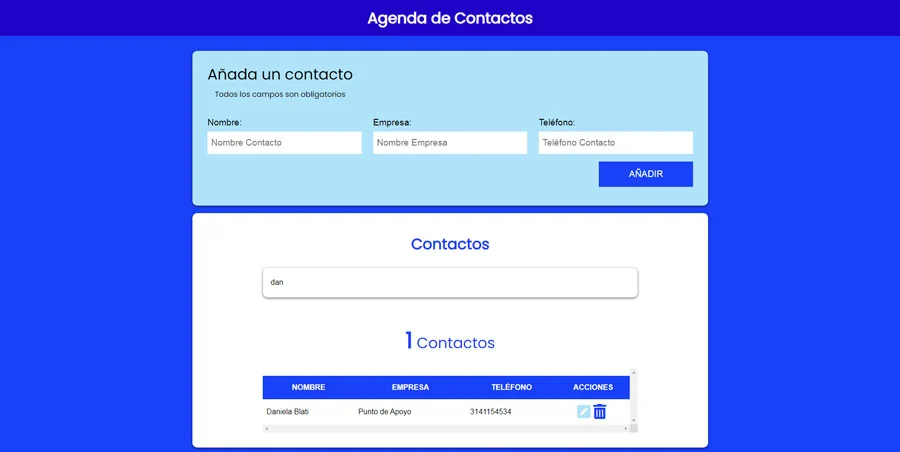 Agenda de Contactos
Añada un contacto
Todos los campos son obligatorios
Nombre: Empresa: Teléfono:
Nombre Contacto Nombre Empresa Teléfono Contacto
AÑADIR
Contactos
dan
1 Contactos
NOMBRE EMPRESA TELÉFONO ACCIONES
Daniela Blati Punto de Apoyo 3141154534